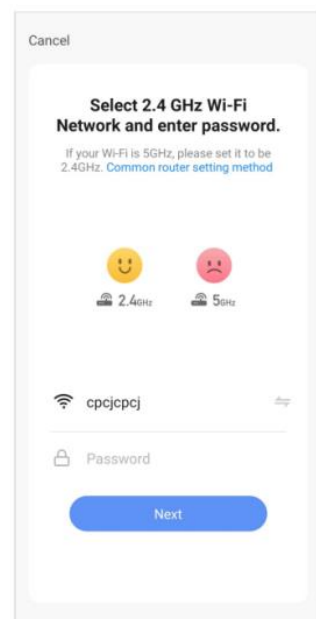 Cancel
Select 2.4 GHz Wi-Fi
Network and enter password.
If your Wi-Fi is 5GHz, please set it to be
2.4GHz. Common router setting method
2.4GHz 5GHz
cpcjcpcj
Password
Next